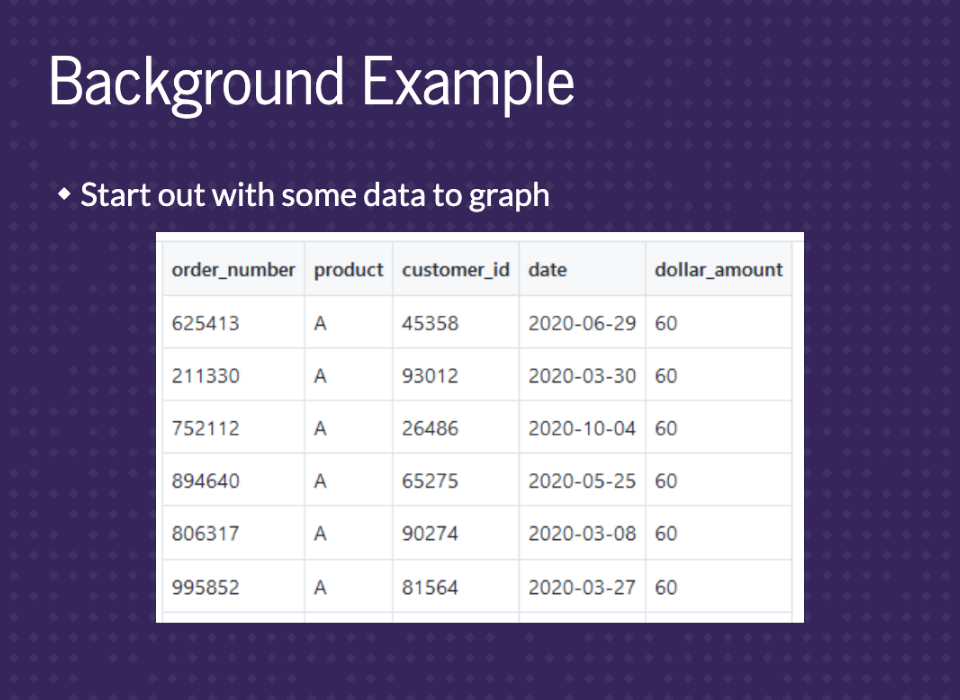 Background Example
Start out with some data to graph
order_number product customer_id date dollar_amount
625413 A 45358 2020-06-29 60
211330 A 93012 2020-03-30 60
752112 A 26486 2020-10-04 60
894640 A 65275 2020-05-25 60
806317 A 90274 2020-03-08 60
995852 A 81564 2020-03-27 60